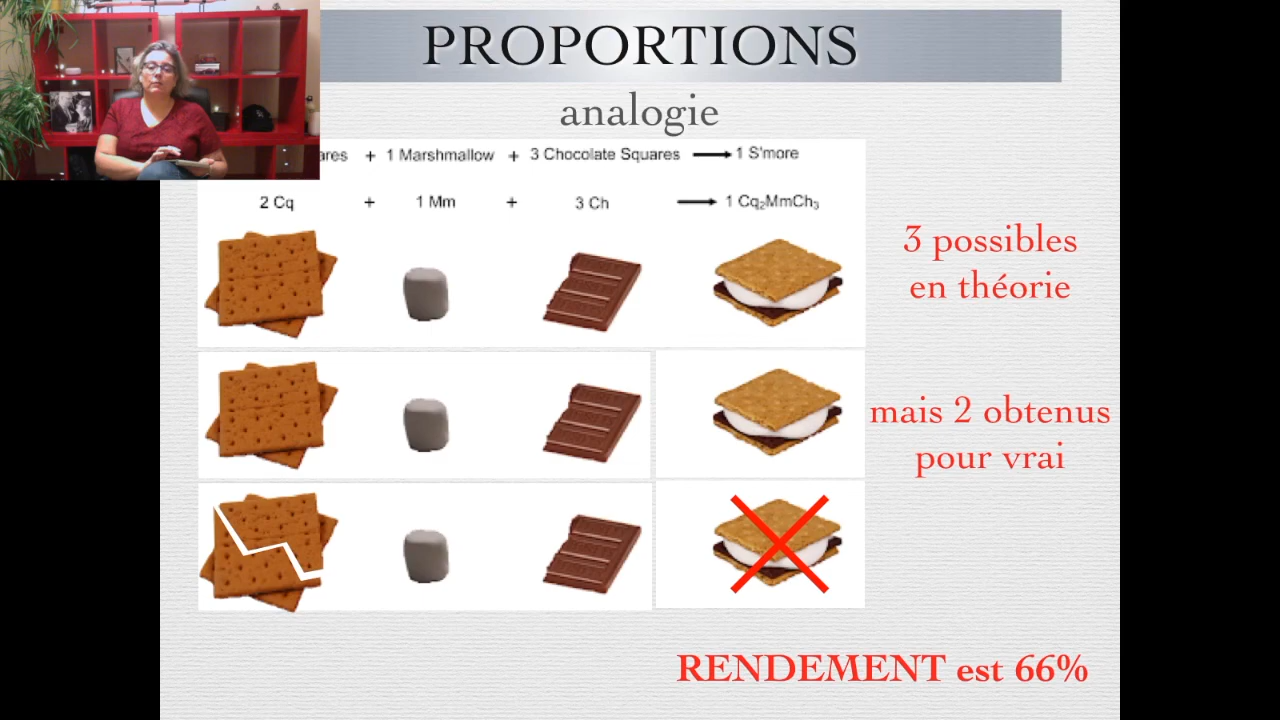 PROPORTIONS
analogie
ares + 1 Marshmallow + 3 Chocolate Squares → 1 S'more
2 Cq + 1 Mm + 3 Ch → 1 Cq₂MmCh₃
3 possibles
en théorie
mais 2 obtenus
pour vrai
RENDEMENT est 66%